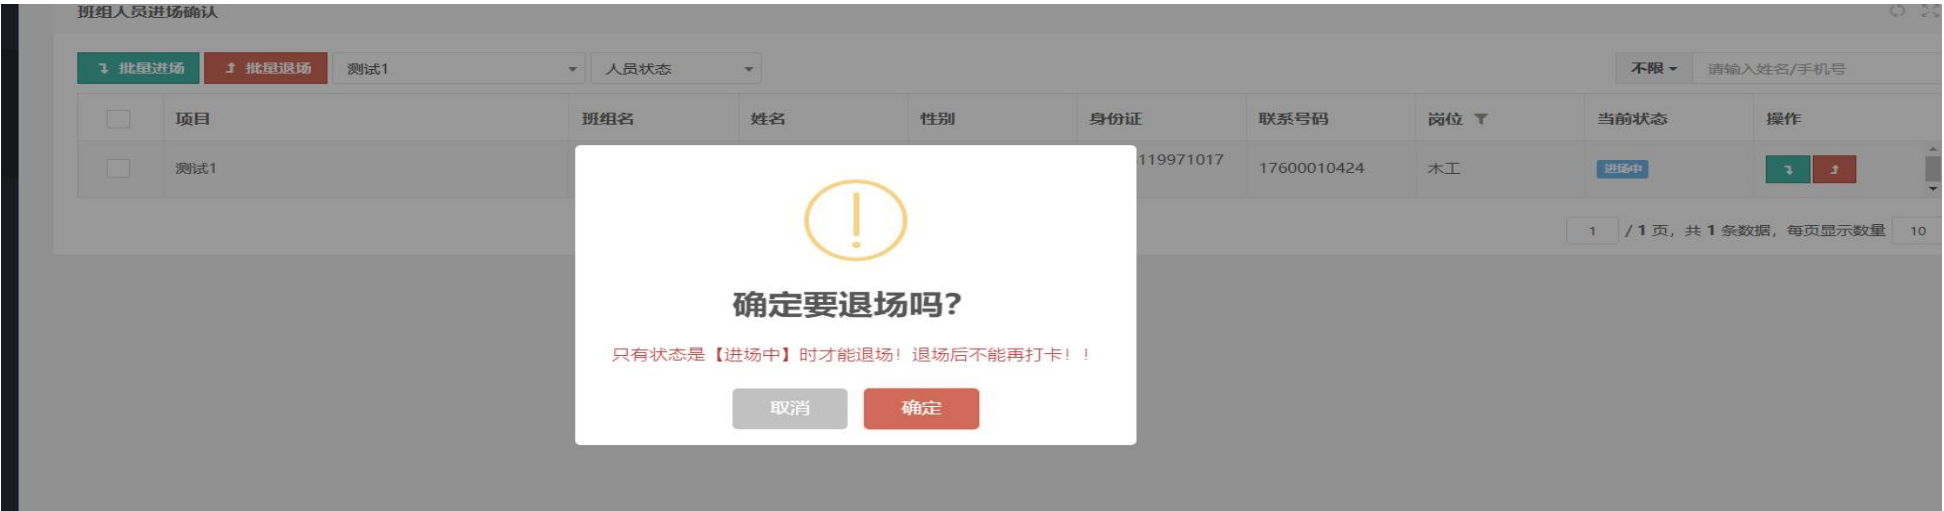 班组人员进场确认
批量进场 批量退场 测试1 人员状态 不限 请输入姓名/手机号
项目 班组名 姓名 性别 身份证 联系号码 岗位 当前状态 操作
测试1 119971017 17600010424 木工 进场中
1 / 1 页，共 1 条数据，每页显示数量 10
确定要退场吗?
只有状态是【进场中】时才能退场！退场后不能再打卡！！
取消 确定